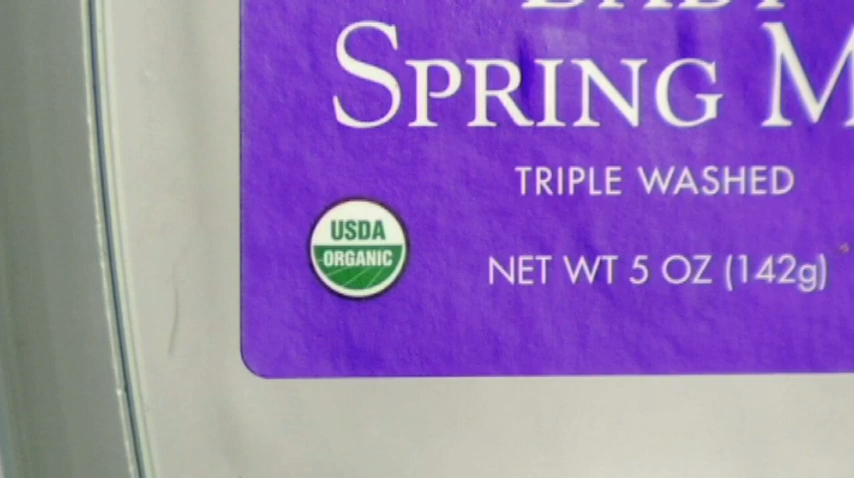 SPRING
TRIPLE WASHED
USDA
ORGANIC
NET WT 5 OZ (142g)